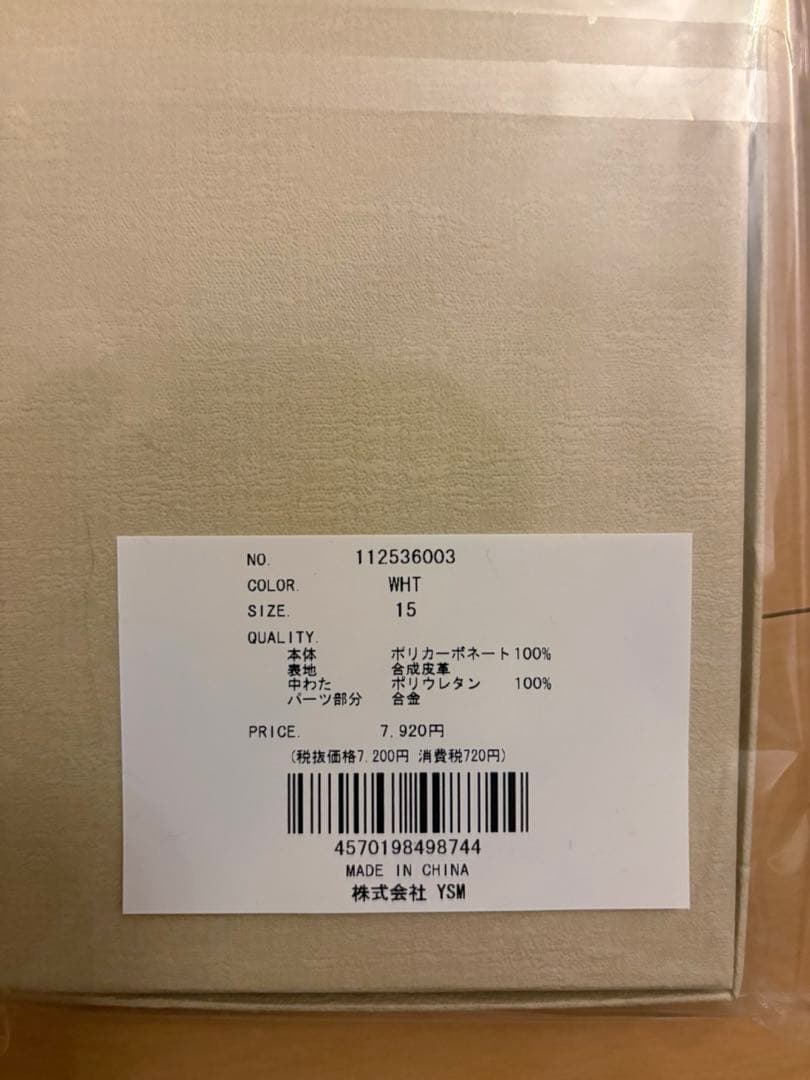 NO. 112536003
COLOR. WHT
SIZE. 15
QUALITY.
本体 ポリカーボネート100%
表地 合成皮革
中わた ポリウレタン 100%
パーツ部分 合金
PRICE. 7.920円
(税抜価格7.200円 消費税720円)
4570198498744
MADE IN CHINA
株式会社 YSM